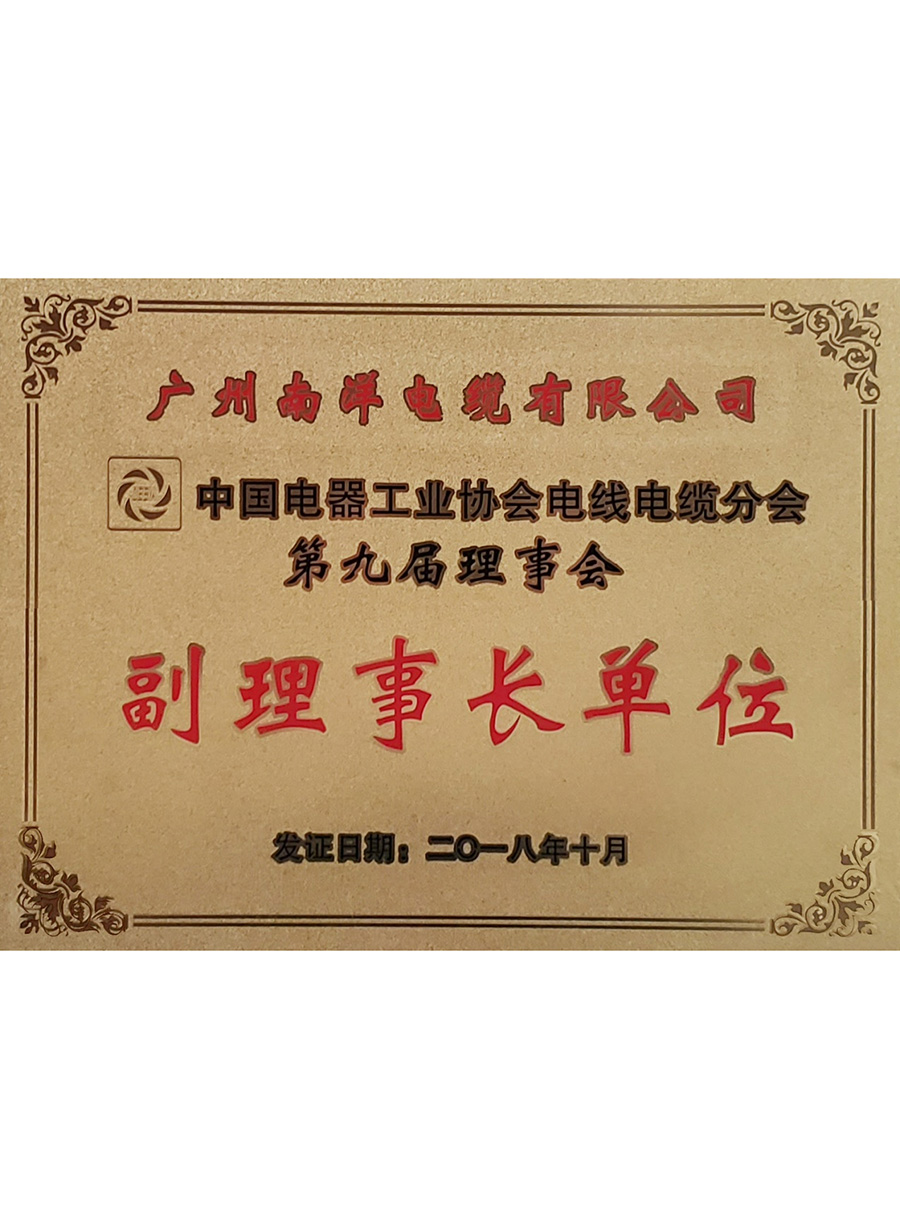 广州南洋电缆有限公司
中国电器工业协会电线电缆分会
第九届理事会
副理事长单位
发证日期：二〇一八年十月